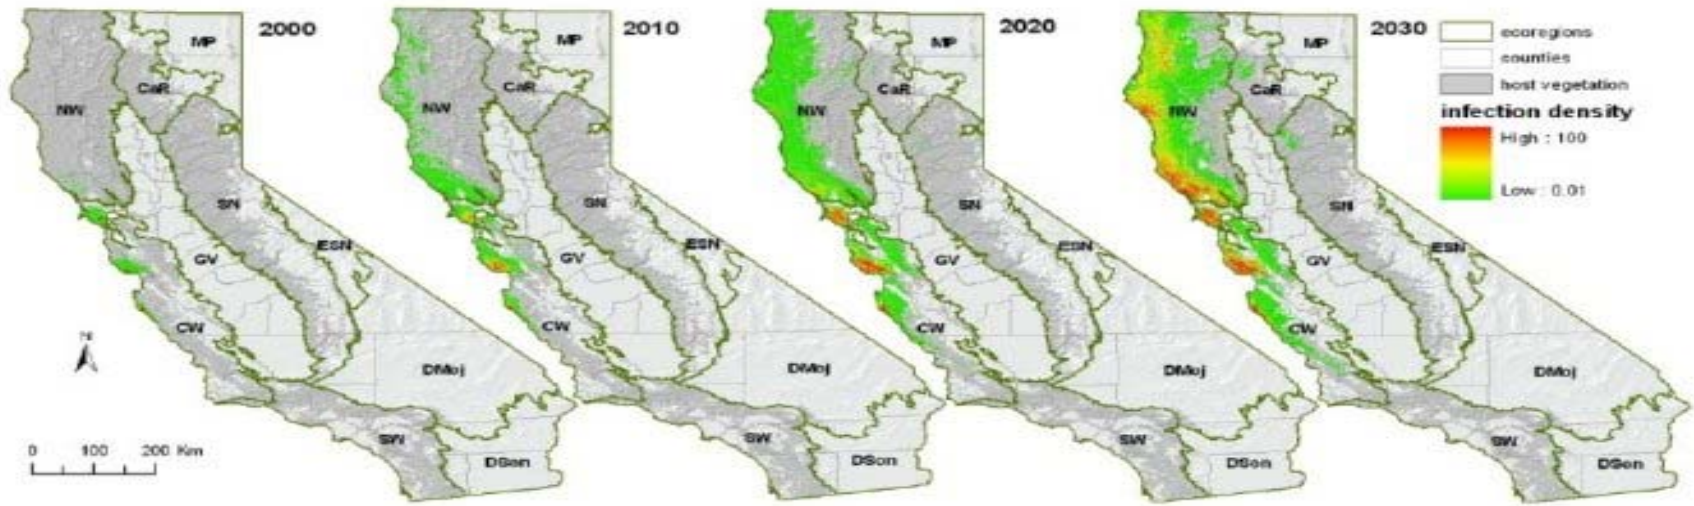 2000
2010
2020
2030
MP
CaR
NW
SN
ESN
GV
CW
DMoj
SW
DSon
MP
CaR
NW
SN
ESN
GV
CW
DMoj
SW
DSon
MP
CaR
NW
SN
ESN
GV
CW
DMoj
SW
DSon
MP
CaR
NW
SN
ESN
GV
CW
DMoj
SW
DSon
ecoregions
counties
host vegetation
infection density
High : 100
Low : 0.01
N
0 100 200 Km